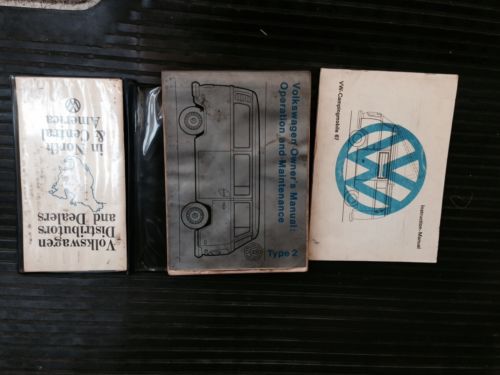 Volkswagen
Distributors
and Dealers
in North
& Central
America
Volkswagen Owner's Manual:
Operation and Maintenance
Type 2
VW-Campingmobile 67
Instruction-Manual